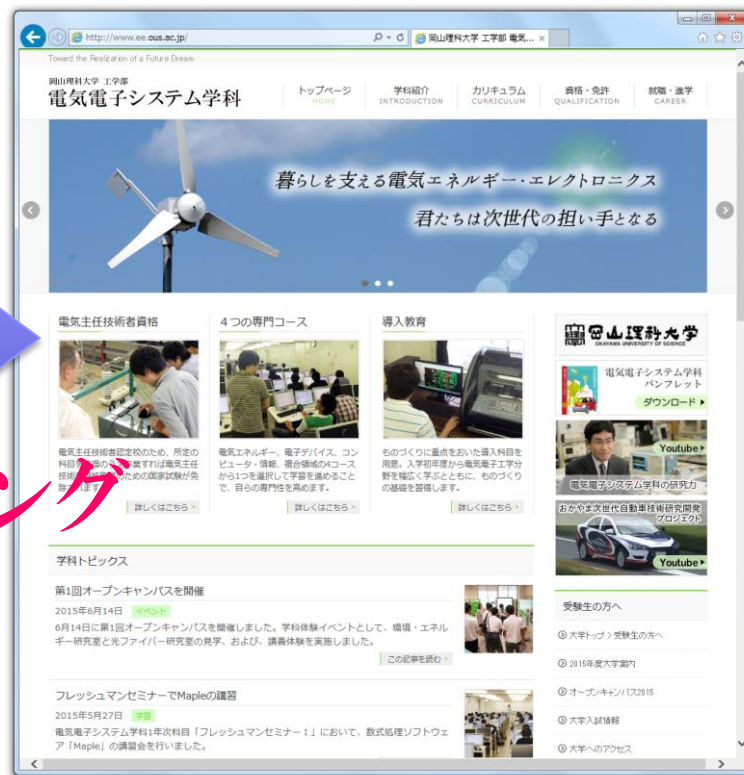 http://www.ee.ous.ac.jp/
岡山理科大学 工学部 電気...
Toward the Realization of a Future Dream
岡山理科大学 工学部
電気電子システム学科
トップページ
HOME
学科紹介
INTRODUCTION
カリキュラム
CURRICULUM
資格・免許
QUALIFICATION
就職・進学
CAREER
暮らしを支える電気エネルギー・エレクトロニクス
君たちは次世代の担い手となる
電気主任技術者資格
電気主任技術者認定校のため、所定の
ング
詳しくはこちら
4つの専門コース
電気エネルギー、電子デバイス、コン
ピュータ・情報、複合領域の4コース
から1つを選択して学習を進めること
で、自らの専門性を高めます。
詳しくはこちら
導入教育
ものづくりに重点をおいた導入科目を
用意。入学初年度から電気電子工学分
野を幅広く学ぶとともに、ものづくり
の基礎を習得します。
詳しくはこちら
岡山理科大学
OKAYAMA UNIVERSITY OF SCIENCE
電気電子システム学科
パンフレット
ダウンロード
Youtube
電気電子システム学科の研究力
おかやま次世代自動車技術研究開発
プロジェクト
Youtube
学科トピックス
第1回オープンキャンパスを開催
2015年6月14日 イベント
6月14日に第1回オープンキャンパスを開催しました。学科体験イベントとして、環境・エネル
ギー研究室と光ファイバー研究室の見学、および、講義体験を実施しました。
この記事を読む
フレッシュマンセミナーでMapleの講習
2015年5月27日 学習
電気電子システム学科1年次科目「フレッシュマンセミナーⅠ」において、数式処理ソフトウェ
ア「Maple」の講習会を行いました。
受験生の方へ
大学トップ > 受験生の方へ
2015年度大学案内
オープンキャンパス2015
大学入試情報
大学へのアクセス